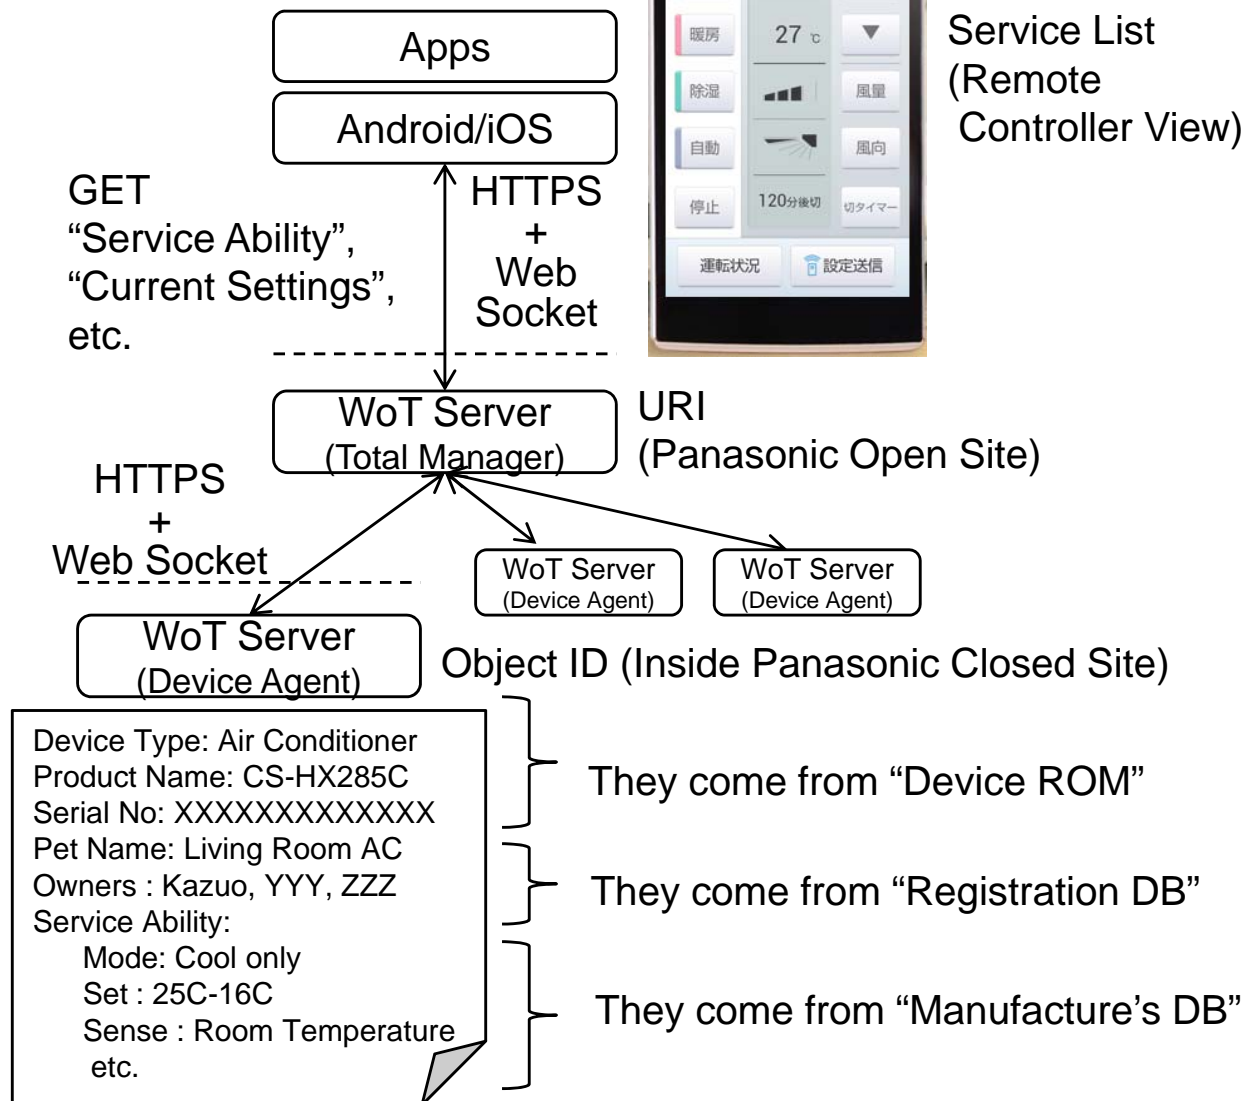 Apps
Android/iOS
GET
“Service Ability”,
“Current Settings”,
etc.
HTTPS
+
Web
Socket
暖房
27 ℃
▼
除湿
風量
自動
風向
停止
120分後切
切タイマー
運転状況
設定送信
Service List
(Remote
Controller View)
WoT Server
(Total Manager)
URI
(Panasonic Open Site)
HTTPS
+
Web Socket
WoT Server
(Device Agent)
WoT Server
(Device Agent)
WoT Server
(Device Agent)
Object ID (Inside Panasonic Closed Site)
Device Type: Air Conditioner
Product Name: CS-HX285C
Serial No: XXXXXXXXXXXXX
Pet Name: Living Room AC
Owners : Kazuo, YYY, ZZZ
Service Ability:
Mode: Cool only
Set : 25C-16C
Sense : Room Temperature
etc.
They come from “Device ROM”
They come from “Registration DB”
They come from “Manufacture’s DB”